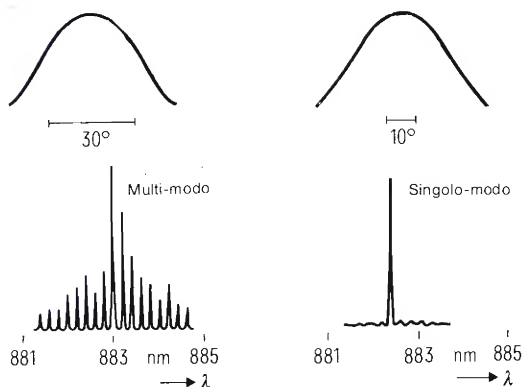 30°
10°
Multi-modo
Singolo-modo
881 883 nm 885
λ
881 883 nm 885
λ